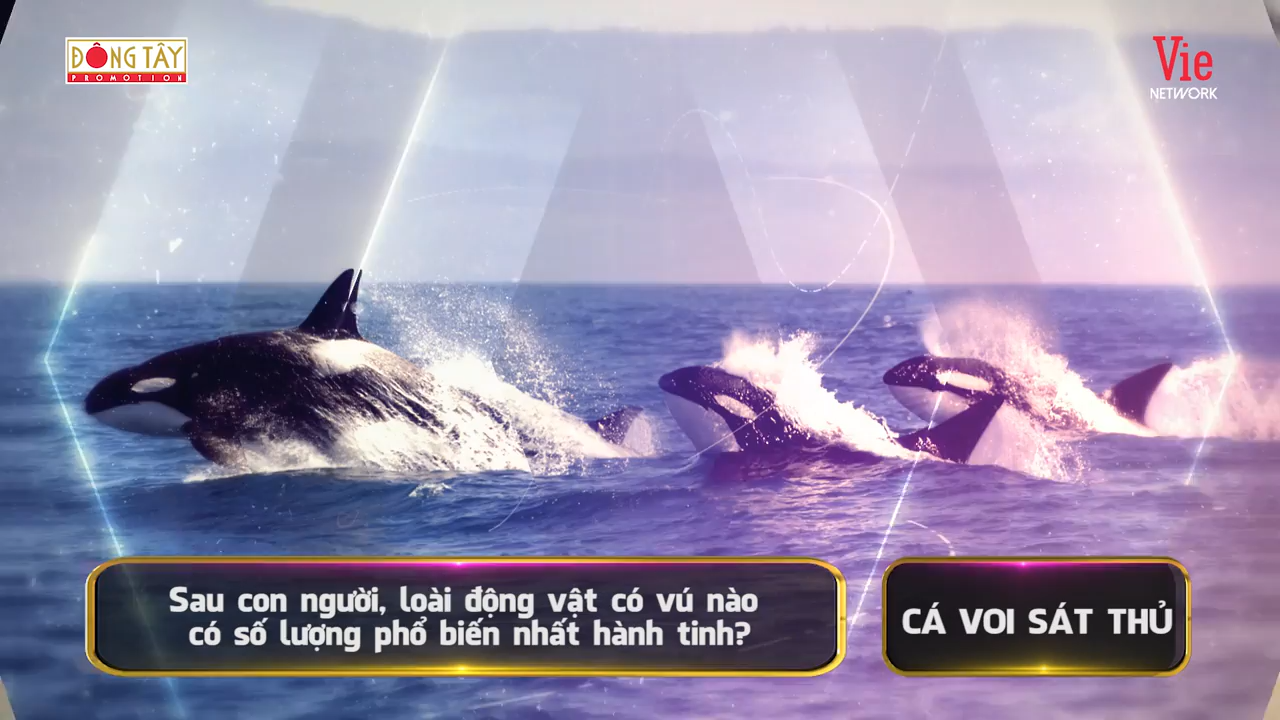 ĐÔNG TÂY
PROMOTION
Vie
NETWORK
Sau con người, loài động vật có vú nào
có số lượng phổ biến nhất hành tinh?
CÁ VOI SÁT THỦ